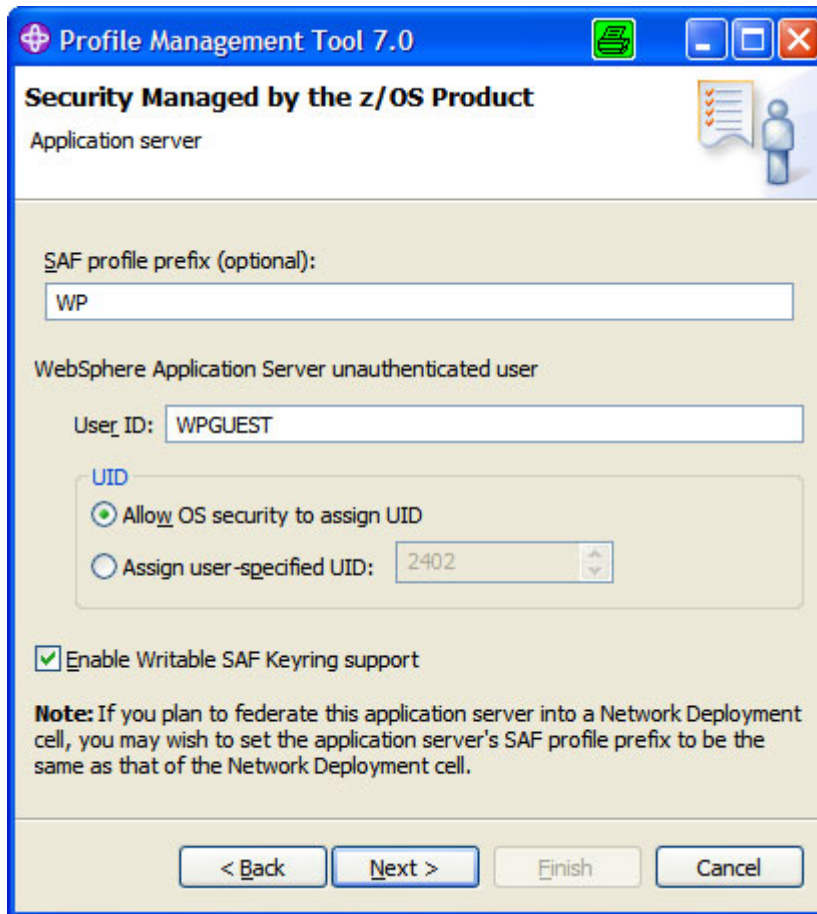 Profile Management Tool 7.0
Security Managed by the z/OS Product
Application server
SAF profile prefix (optional):
WP
WebSphere Application Server unauthenticated user
User ID: WPGUEST
UID
Allow OS security to assign UID
Assign user-specified UID: 2402
Enable Writable SAF Keyring support
Note: If you plan to federate this application server into a Network Deployment
cell, you may wish to set the application server's SAF profile prefix to be the
same as that of the Network Deployment cell.
< Back Next > Finish Cancel